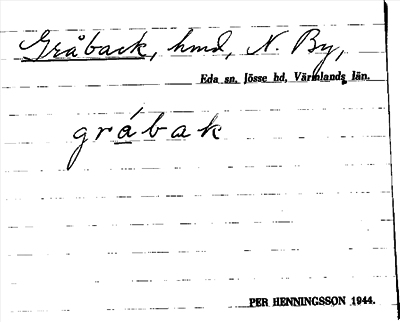 Gråback, hmd, N. By,
Eda sn, Jösse hd, Värmlands län.
gråbak
PER HENNINGSSON 1944.